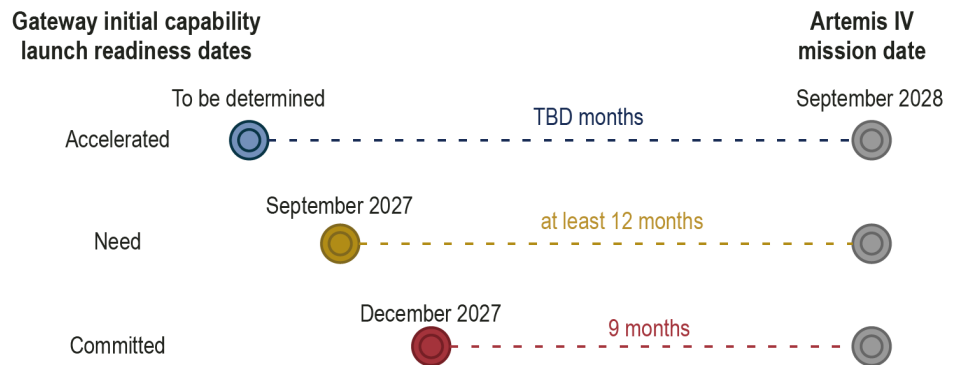 Gateway initial capability
launch readiness dates
Artemis IV
mission date
To be determined
September 2028
Accelerated
TBD months
September 2027
Need
at least 12 months
December 2027
Committed
9 months